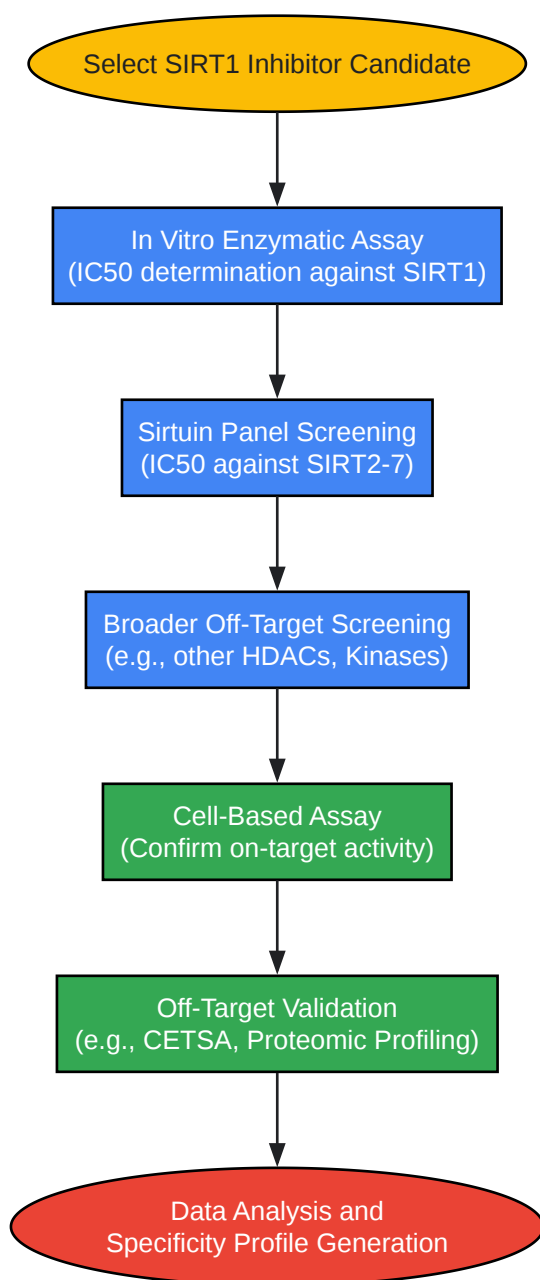 Select SIRT1 Inhibitor Candidate
In Vitro Enzymatic Assay
(IC50 determination against SIRT1)
Sirtuin Panel Screening
(IC50 against SIRT2-7)
Broader Off-Target Screening
(e.g., other HDACs, Kinases)
Cell-Based Assay
(Confirm on-target activity)
Off-Target Validation
(e.g., CETSA, Proteomic Profiling)
Data Analysis and
Specificity Profile Generation